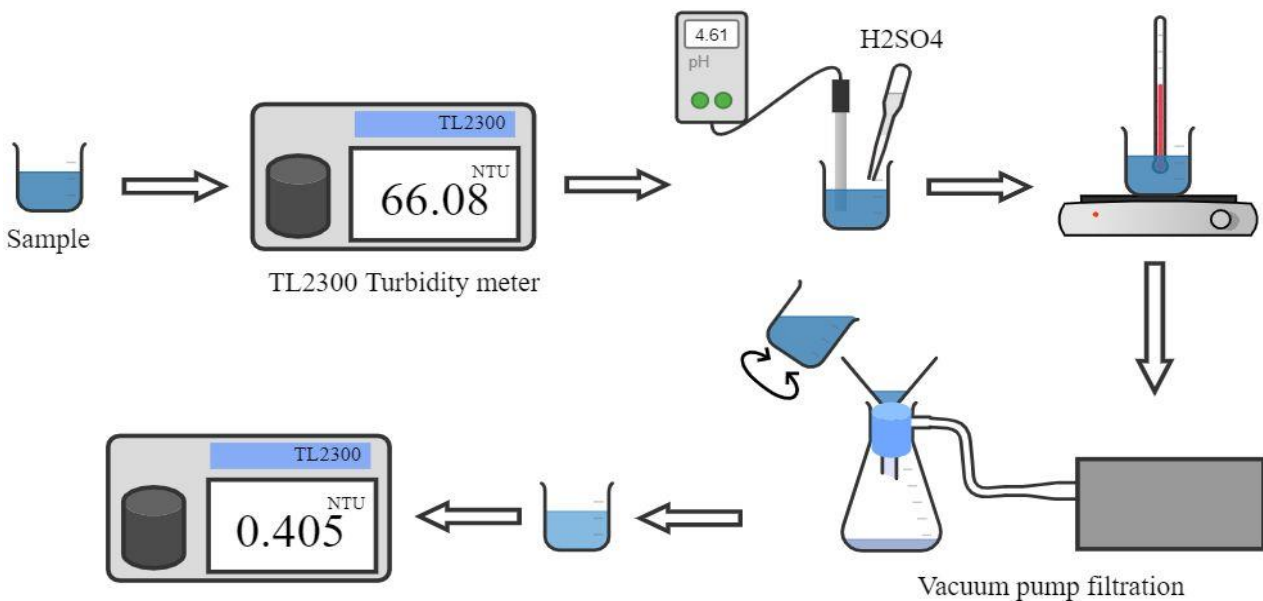 4.61
pH
H2SO4
TL2300
NTU
66.08
Sample
TL2300 Turbidity meter
TL2300
NTU
0.405
Vacuum pump filtration